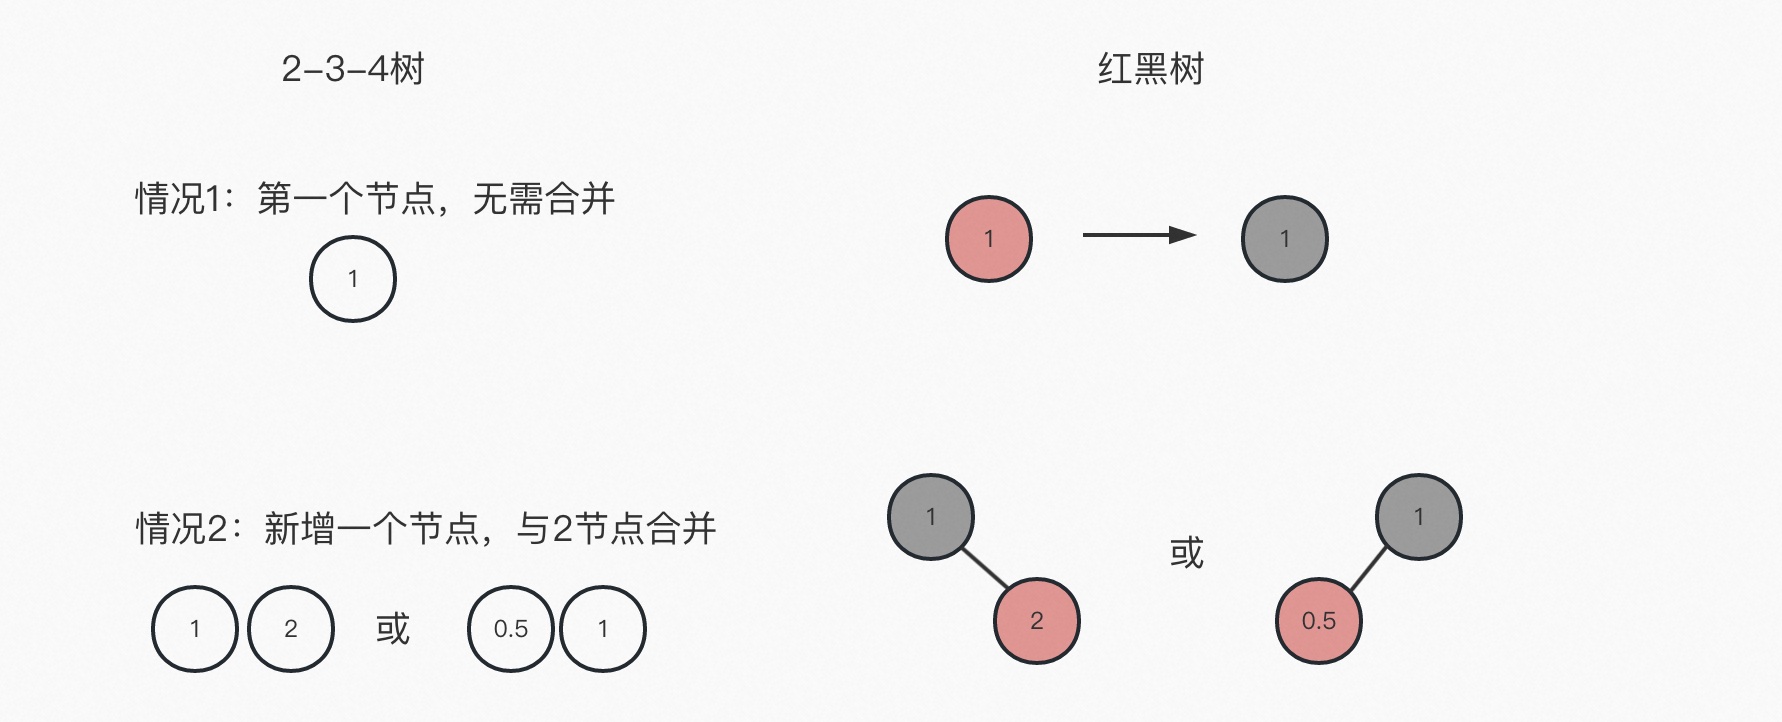 2-3-4树
红黑树
情况1：第一个节点，无需合并
1
1
1
情况2：新增一个节点，与2节点合并
1 2 或 0.5 1
1
2
或
1
0.5